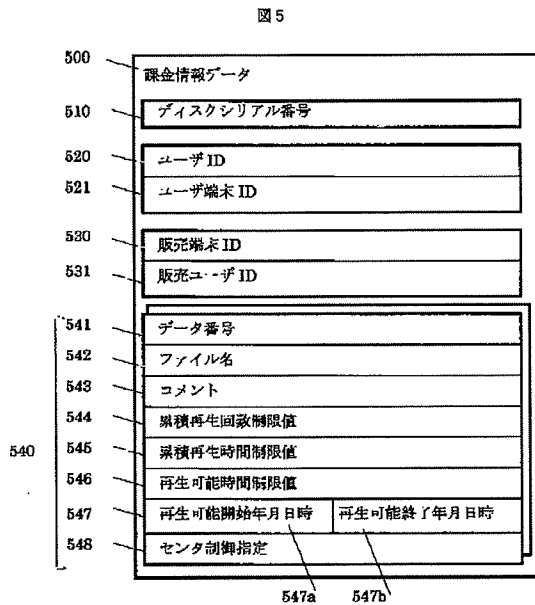 図5
500 課金情報データ
510 ディスクシリアル番号
520 ユーザID
521 ユーザ端末ID
530 販売端末ID
531 販売ユーザID
540
541 データ番号
542 ファイル名
543 コメント
544 累積再生回数制限値
545 累積再生時間制限値
546 再生可能時間制限値
547 再生可能開始年月日時 再生可能終了年月日時
548 センタ制御指定
547a 547b